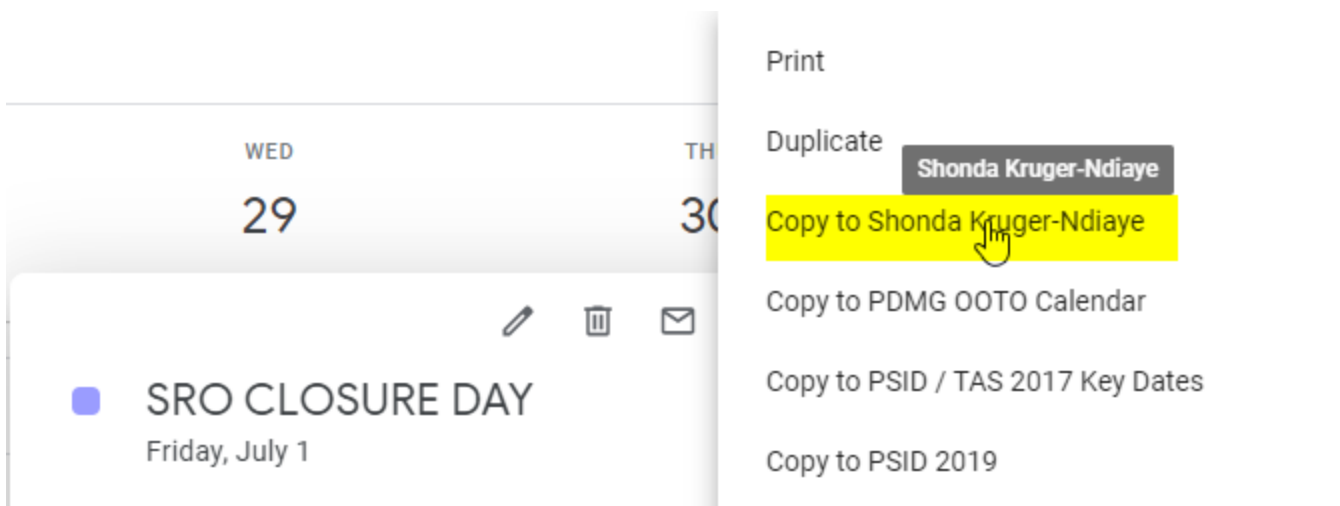 WED
29
TH
30
SRO CLOSURE DAY
Friday, July 1
Print
Duplicate
Shonda Kruger-Ndiaye
Copy to Shonda Kruger-Ndiaye
Copy to PDMG OOTO Calendar
Copy to PSID / TAS 2017 Key Dates
Copy to PSID 2019